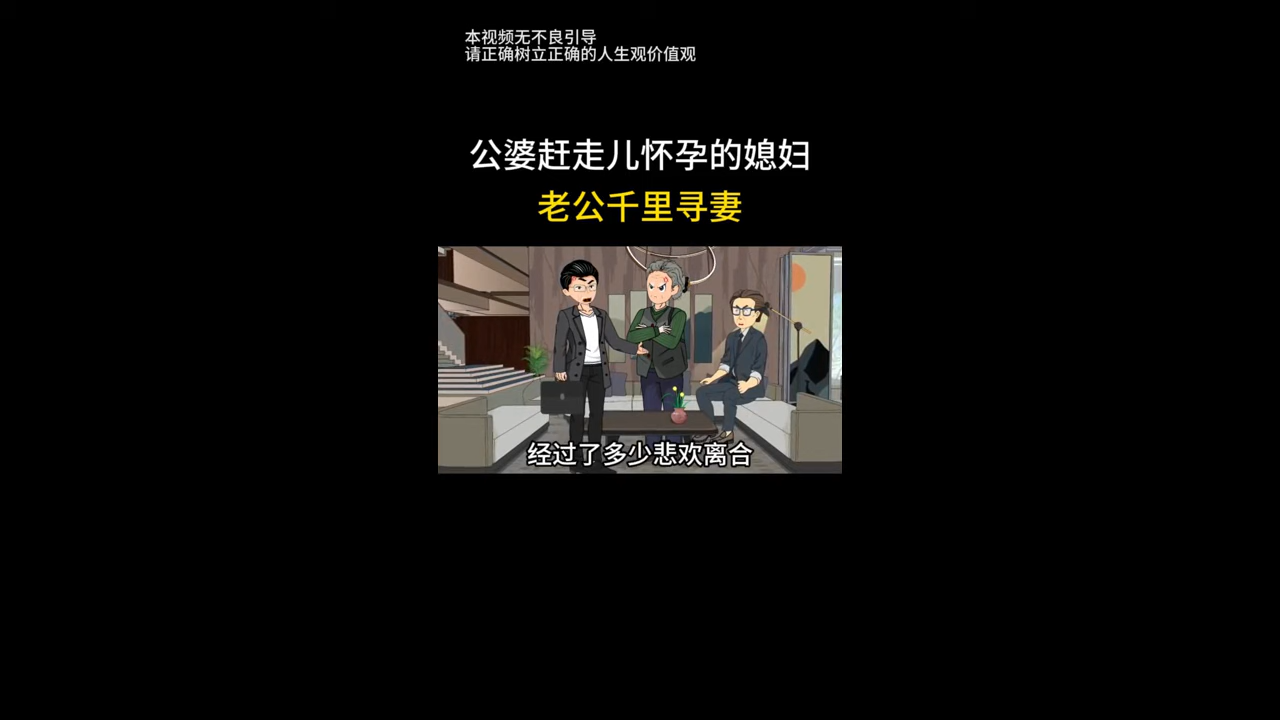 本视频无不良引导
请正确树立正确的人生观价值观
公婆赶走儿怀孕的媳妇
老公千里寻妻
经过了多少悲欢离合